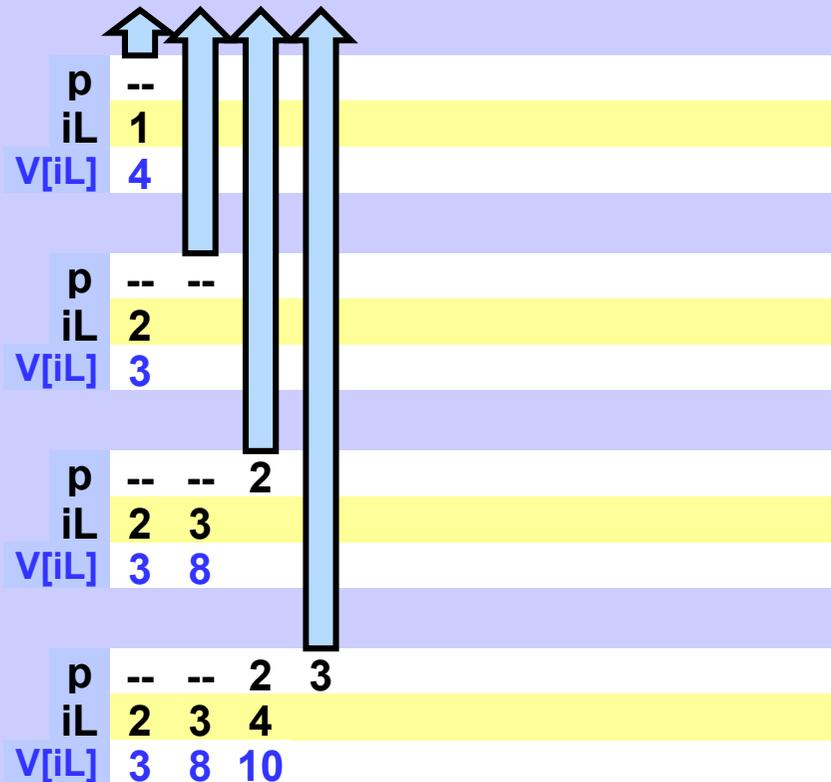 p --
iL 1
V[iL] 4
p -- --
iL 2
V[iL] 3
p -- -- 2
iL 2 3
V[iL] 3 8
p -- -- 2 3
iL 2 3 4
V[iL] 3 8 10